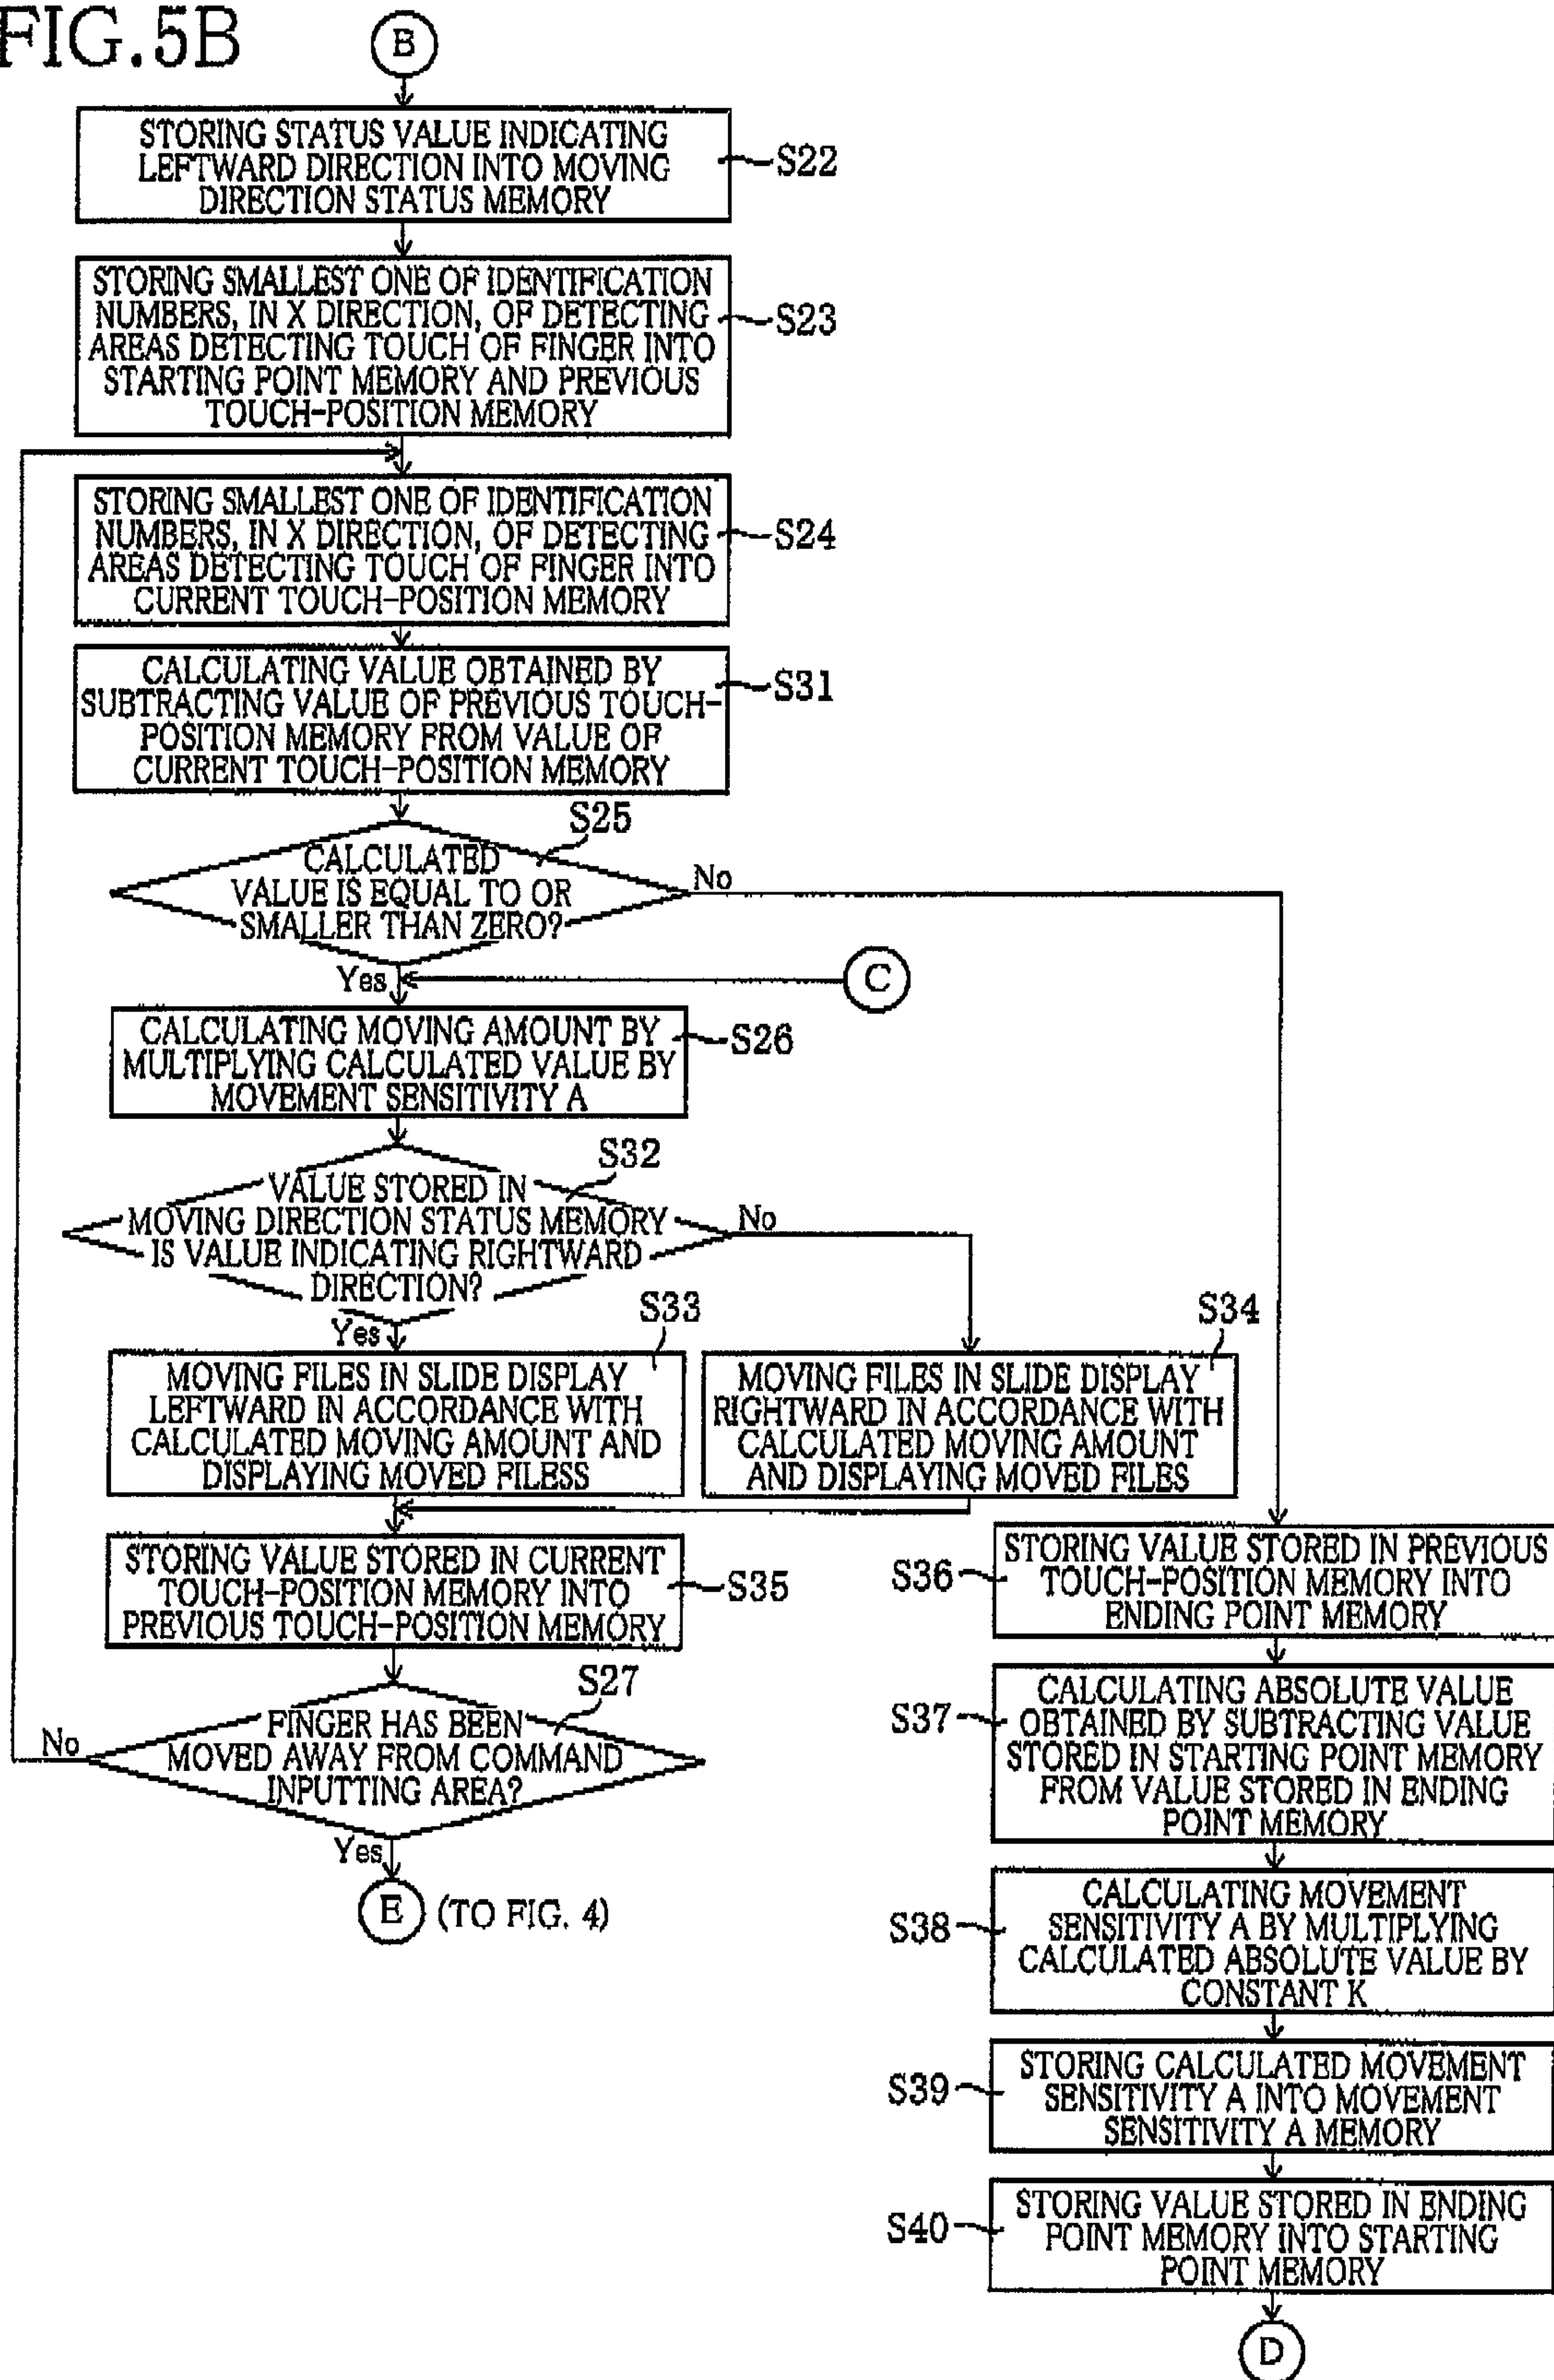 FIG.5B
B
STORING STATUS VALUE INDICATING
LEFTWARD DIRECTION INTO MOVING
DIRECTION STATUS MEMORY
S22
STORING SMALLEST ONE OF IDENTIFICATION
NUMBERS, IN X DIRECTION, OF DETECTING
AREAS DETECTING TOUCH OF FINGER INTO
STARTING POINT MEMORY AND PREVIOUS
TOUCH-POSITION MEMORY
S23
STORING SMALLEST ONE OF IDENTIFICATION
NUMBERS, IN X DIRECTION, OF DETECTING
AREAS DETECTING TOUCH OF FINGER INTO
CURRENT TOUCH-POSITION MEMORY
S24
CALCULATING VALUE OBTAINED BY
SUBTRACTING VALUE OF PREVIOUS TOUCH-
POSITION MEMORY FROM VALUE OF
CURRENT TOUCH-POSITION MEMORY
S31
S25
CALCULATED
VALUE IS EQUAL TO OR
SMALLER THAN ZERO?
No
Yes
C
CALCULATING MOVING AMOUNT BY
MULTIPLYING CALCULATED VALUE BY
MOVEMENT SENSITIVITY A
S26
S32
VALUE STORED IN
MOVING DIRECTION STATUS MEMORY
IS VALUE INDICATING RIGHTWARD
DIRECTION?
No
Yes
S33
MOVING FILES IN SLIDE DISPLAY
LEFTWARD IN ACCORDANCE WITH
CALCULATED MOVING AMOUNT AND
DISPLAYING MOVED FILESS
S34
MOVING FILES IN SLIDE DISPLAY
RIGHTWARD IN ACCORDANCE WITH
CALCULATED MOVING AMOUNT
AND DISPLAYING MOVED FILES
STORING VALUE STORED IN CURRENT
TOUCH-POSITION MEMORY INTO
PREVIOUS TOUCH-POSITION MEMORY
S35
S27
FINGER HAS BEEN
MOVED AWAY FROM COMMAND
INPUTTING AREA?
No
Yes
E (TO FIG. 4)
S36
STORING VALUE STORED IN PREVIOUS
TOUCH-POSITION MEMORY INTO
ENDING POINT MEMORY
S37
CALCULATING ABSOLUTE VALUE
OBTAINED BY SUBTRACTING VALUE
STORED IN STARTING POINT MEMORY
FROM VALUE STORED IN ENDING
POINT MEMORY
S38
CALCULATING MOVEMENT
SENSITIVITY A BY MULTIPLYING
CALCULATED ABSOLUTE VALUE BY
CONSTANT K
S39
STORING CALCULATED MOVEMENT
SENSITIVITY A INTO MOVEMENT
SENSITIVITY A MEMORY
S40
STORING VALUE STORED IN ENDING
POINT MEMORY INTO STARTING
POINT MEMORY
D